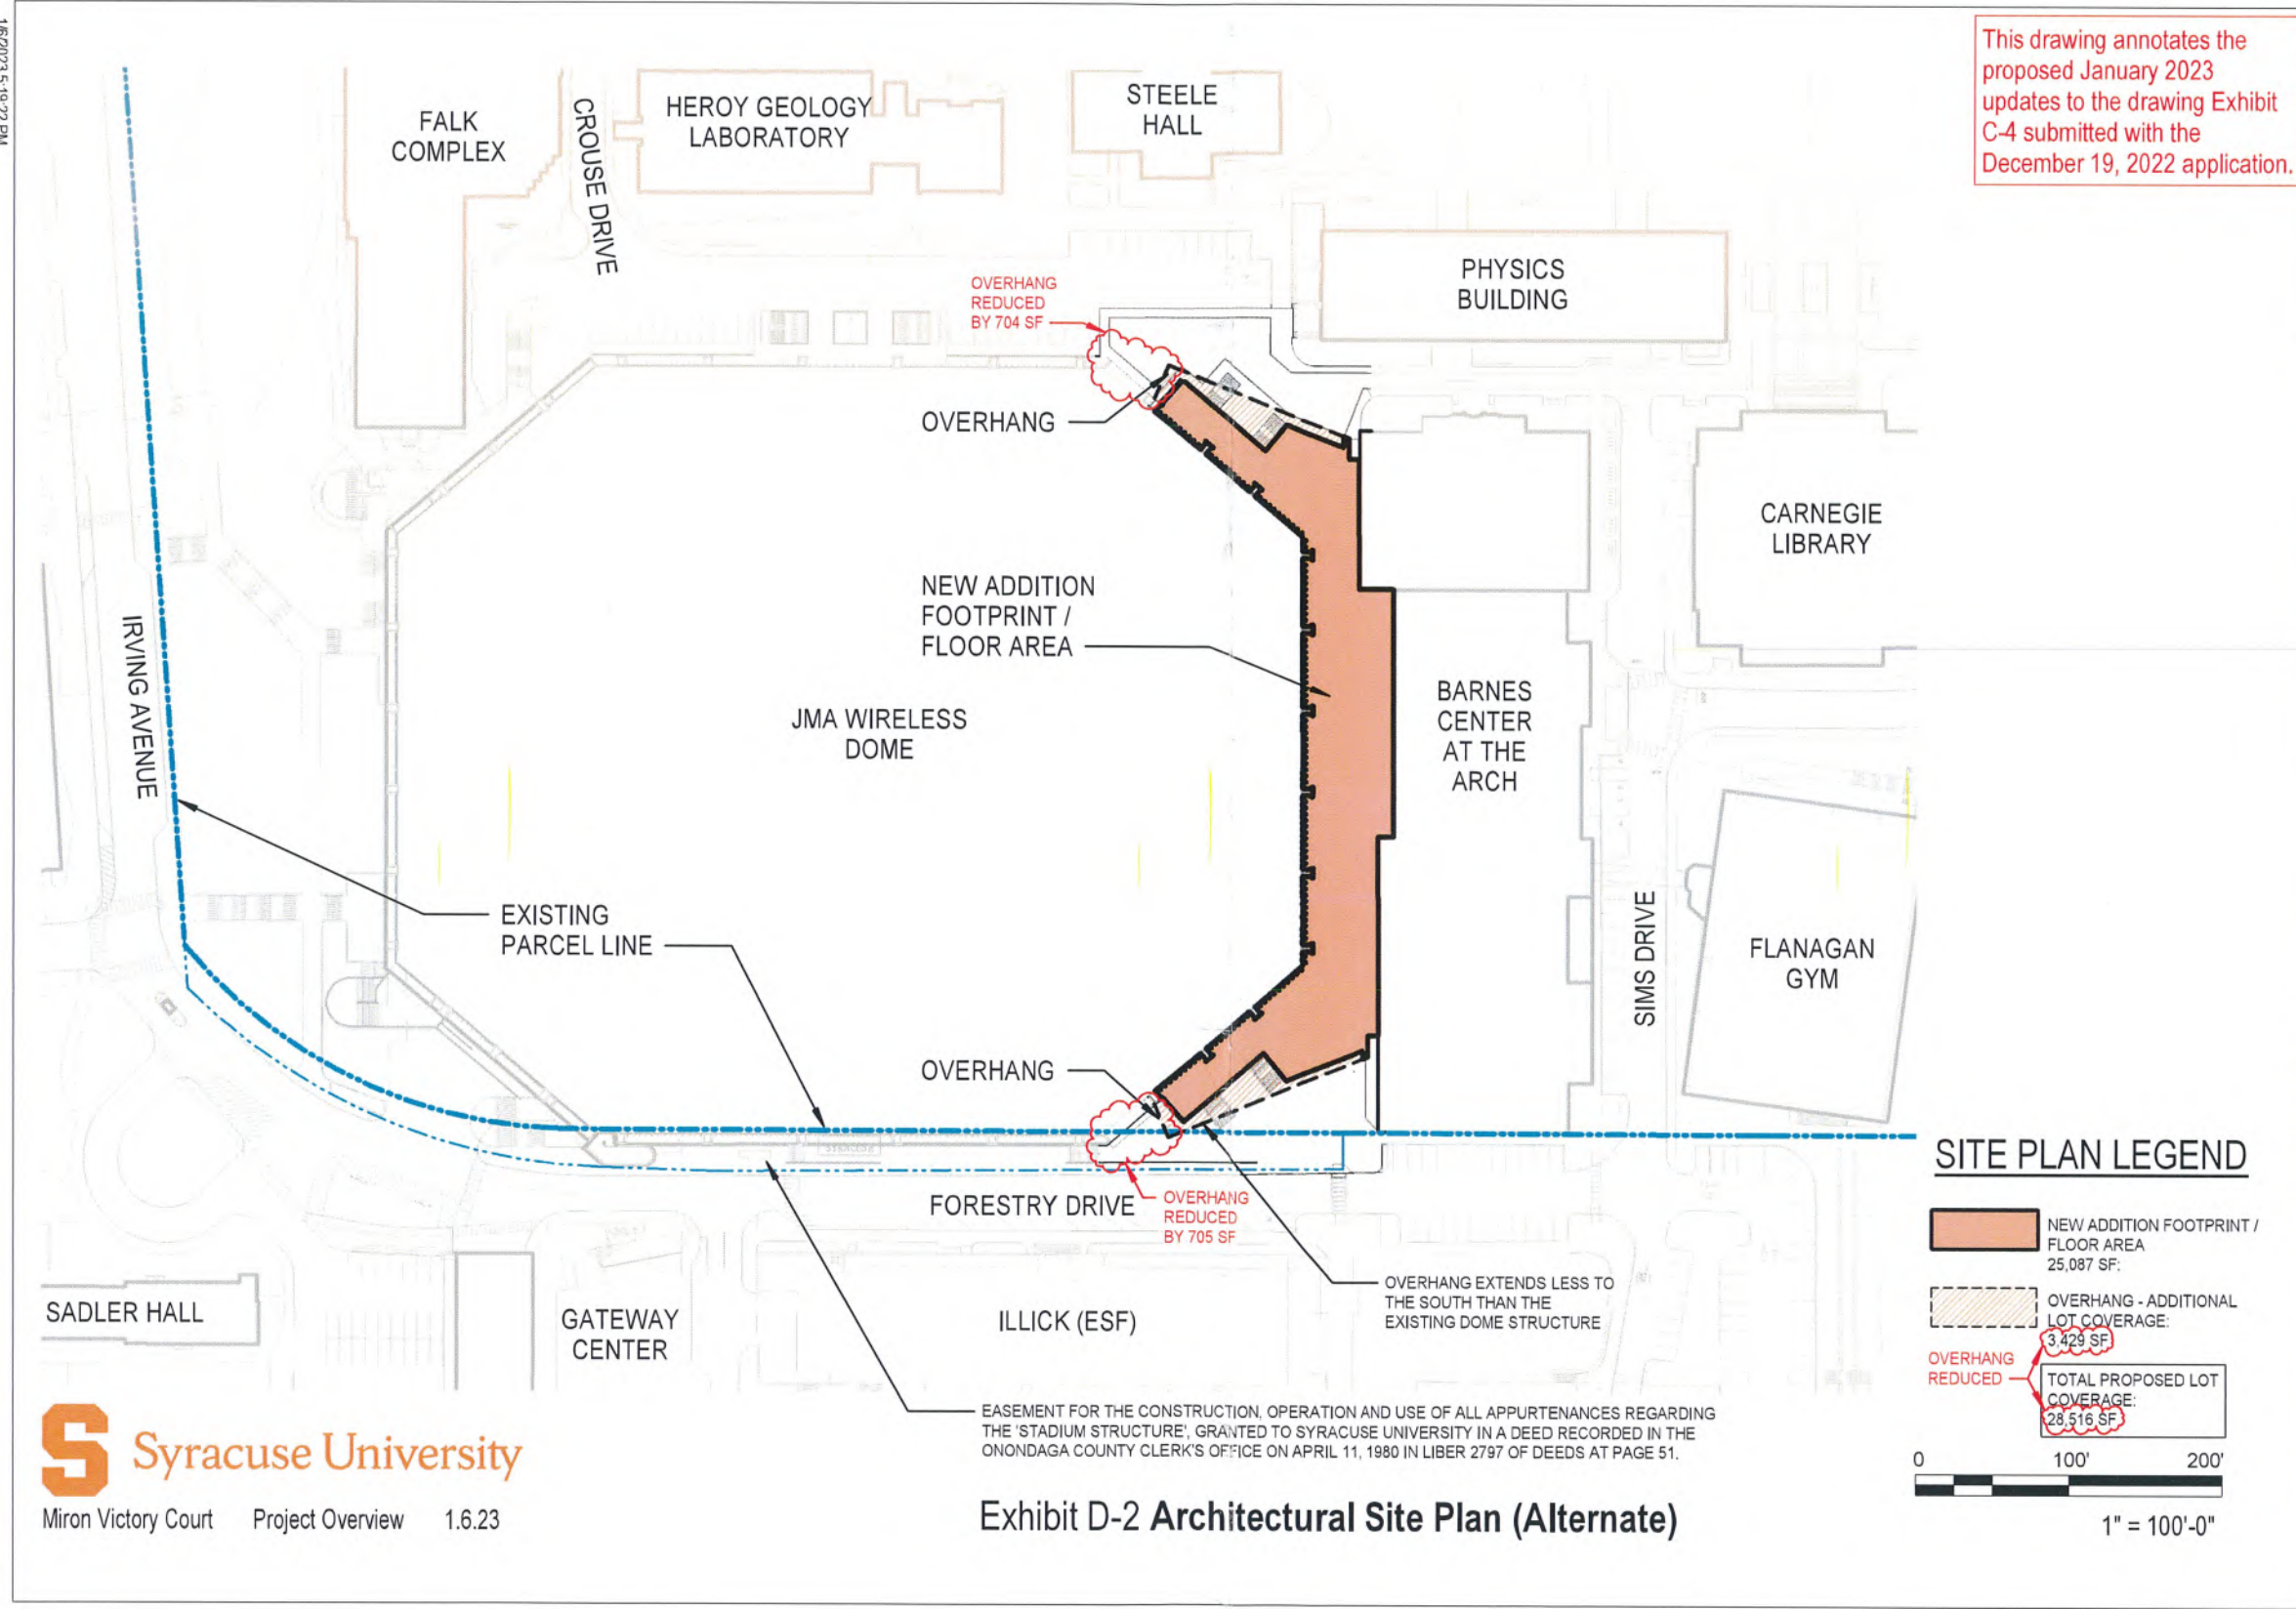 1/6/2023 5:19:22 PM
This drawing annotates the
proposed January 2023
updates to the drawing Exhibit
C-4 submitted with the
December 19, 2022 application.
FALK
COMPLEX
CROUSE DRIVE
HEROY GEOLOGY
LABORATORY
STEELE
HALL
PHYSICS
BUILDING
OVERHANG
REDUCED
BY 704 SF
OVERHANG
CARNEGIE
LIBRARY
NEW ADDITION
FOOTPRINT /
FLOOR AREA
IRVING AVENUE
JMA WIRELESS
DOME
BARNES
CENTER
AT THE
ARCH
EXISTING
PARCEL LINE
SIMS DRIVE
FLANAGAN
GYM
OVERHANG
SYRACUSE
FORESTRY DRIVE
OVERHANG
REDUCED
BY 705 SF
OVERHANG EXTENDS LESS TO
THE SOUTH THAN THE
EXISTING DOME STRUCTURE
SADLER HALL
GATEWAY
CENTER
ILLICK (ESF)
SITE PLAN LEGEND
NEW ADDITION FOOTPRINT /
FLOOR AREA
25,087 SF;
OVERHANG - ADDITIONAL
LOT COVERAGE:
3,429 SF
OVERHANG
REDUCED
TOTAL PROPOSED LOT
COVERAGE:
28,516 SF
0 100' 200'
1" = 100'-0"
EASEMENT FOR THE CONSTRUCTION, OPERATION AND USE OF ALL APPURTENANCES REGARDING
THE 'STADIUM STRUCTURE', GRANTED TO SYRACUSE UNIVERSITY IN A DEED RECORDED IN THE
ONONDAGA COUNTY CLERK'S OFFICE ON APRIL 11, 1980 IN LIBER 2797 OF DEEDS AT PAGE 51.
S Syracuse University
Miron Victory Court Project Overview 1.6.23
Exhibit D-2 Architectural Site Plan (Alternate)